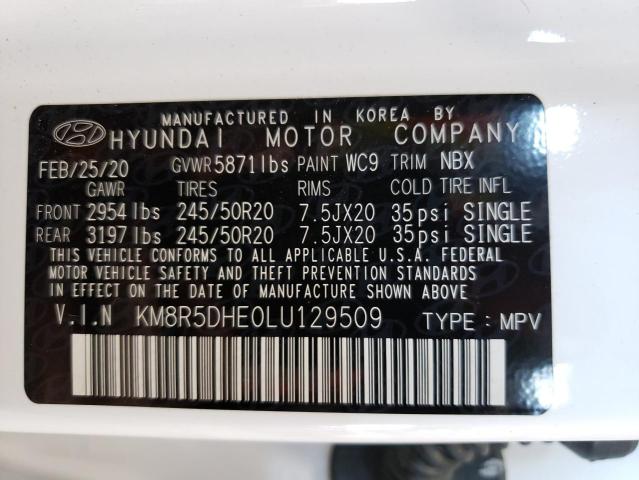 MANUFACTURED IN KOREA BY
HYUNDAI MOTOR COMPANY
FEB/25/20 GVWR 5871lbs PAINT WC9 TRIM NBX
GAWR TIRES RIMS COLD TIRE INFL
FRONT 2954 lbs 245/50R20 7.5JX20 35psi SINGLE
REAR 3197 lbs 245/50R20 7.5JX20 35psi SINGLE
THIS VEHICLE CONFORMS TO ALL APPLICABLE U.S.A. FEDERAL
MOTOR VEHICLE SAFETY AND THEFT PREVENTION STANDARDS
IN EFFECT ON THE DATE OF MANUFACTURE SHOWN ABOVE.
V.I.N KM8R5DHE0LU129509 TYPE : MPV